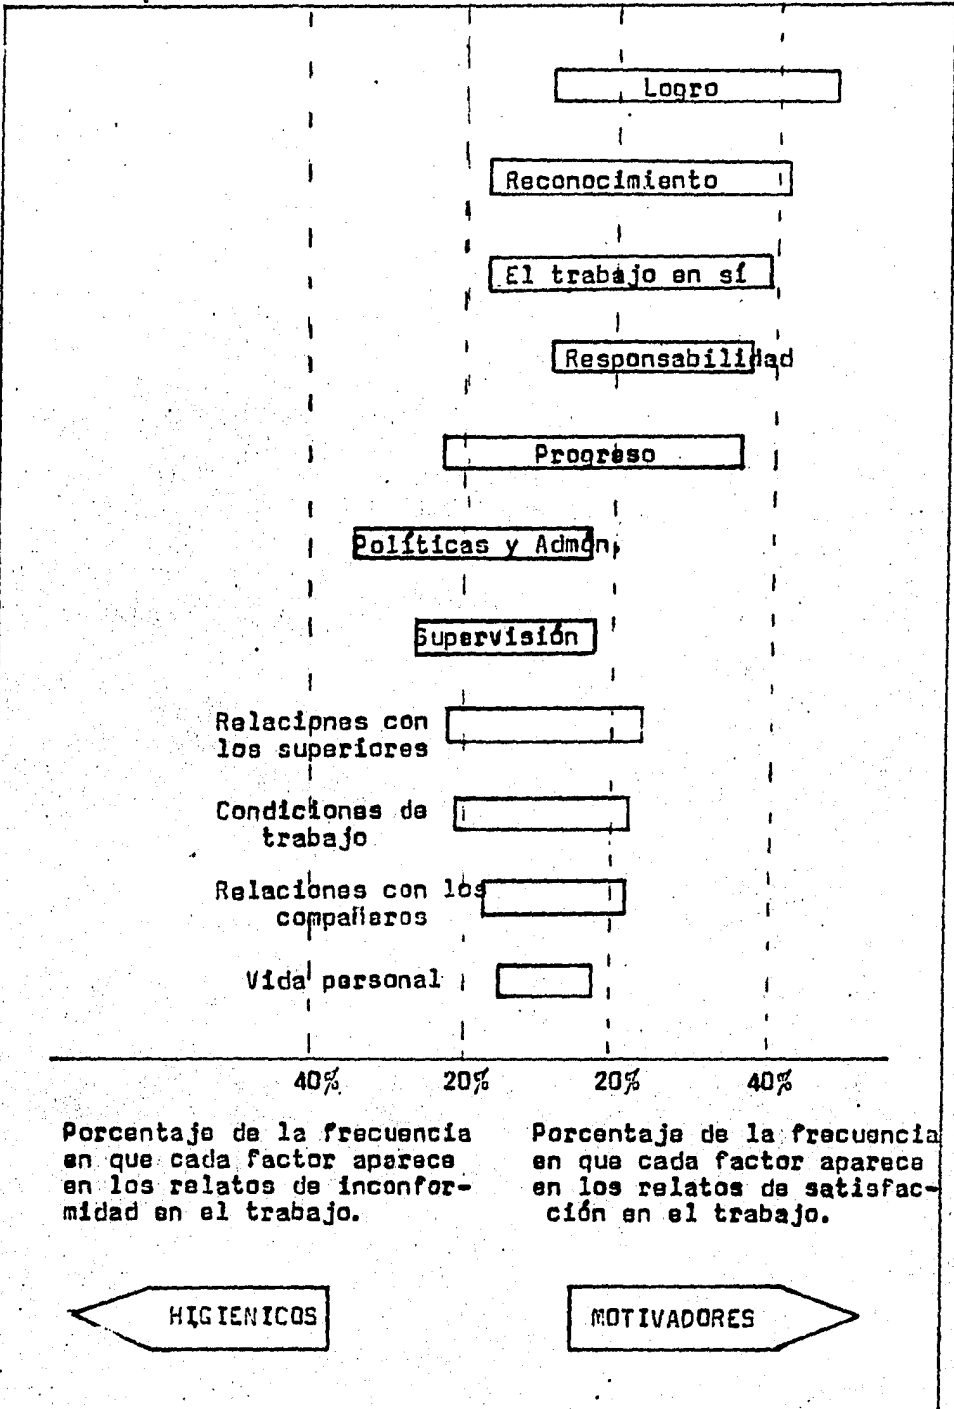 Logro
Reconocimiento
El trabajo en sí
Responsabilidad
Progreso
Políticas y Admón.
Supervisión
Relacipnes con
los superiores
Condiciones de
trabajo
Relaciones con los
compañeros
Vida personal
40% 20% 20% 40%
Porcentaje de la frecuencia
en que cada factor aparece
en los relatos de inconfor-
midad en el trabajo.
Porcentaje de la frecuencia
en que cada factor aparece
en los relatos de satisfac-
ción en el trabajo.
HIGIENICOS
MOTIVADORES